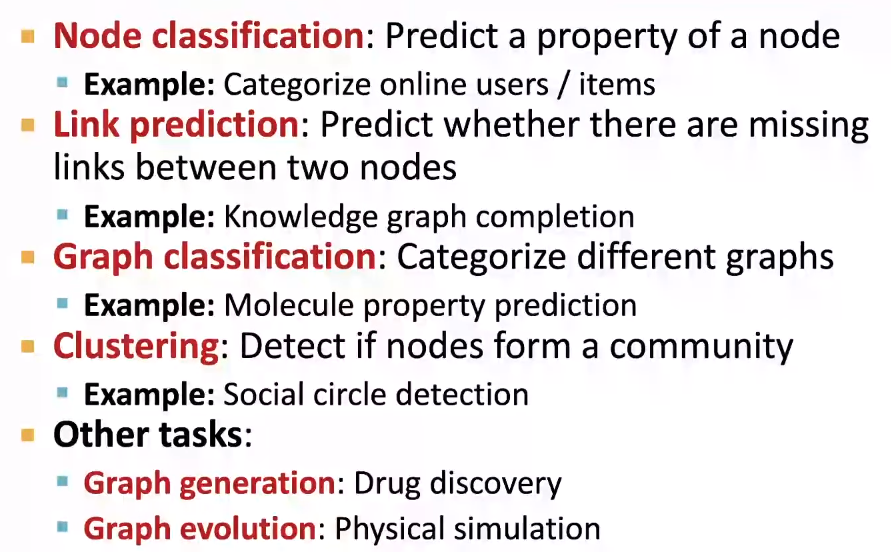 Node classification: Predict a property of a node
Example: Categorize online users / items
Link prediction: Predict whether there are missing
links between two nodes
Example: Knowledge graph completion
Graph classification: Categorize different graphs
Example: Molecule property prediction
Clustering: Detect if nodes form a community
Example: Social circle detection
Other tasks:
Graph generation: Drug discovery
Graph evolution: Physical simulation